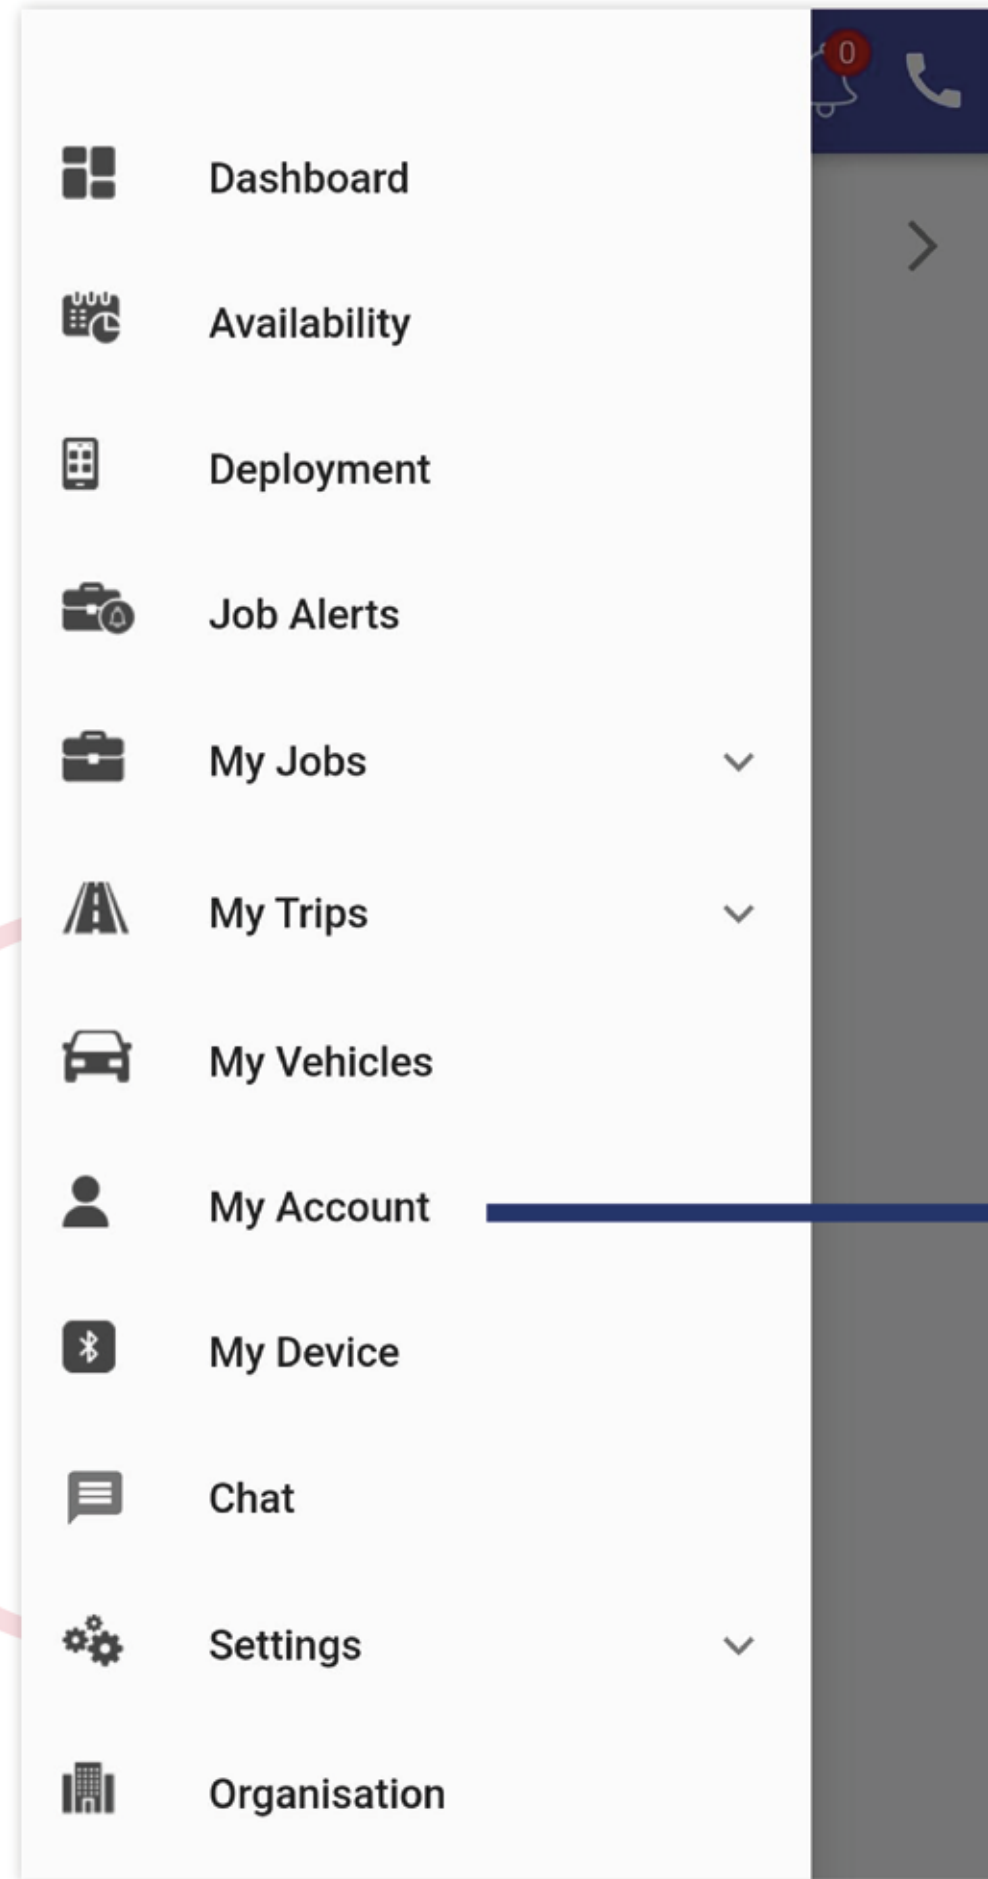 0
Dashboard
Availability
Deployment
Job Alerts
My Jobs
My Trips
My Vehicles
My Account
My Device
Chat
Settings
Organisation